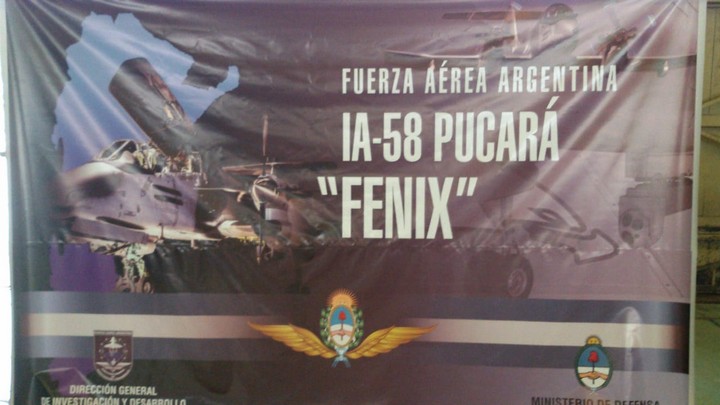 FUERZA AÉREA ARGENTINA
IA-58 PUCARÁ
"FENIX"
DIRECCIÓN GENERAL
DE INVESTIGACIÓN Y DESARROLLO
MINISTERIO DE DEFENSA